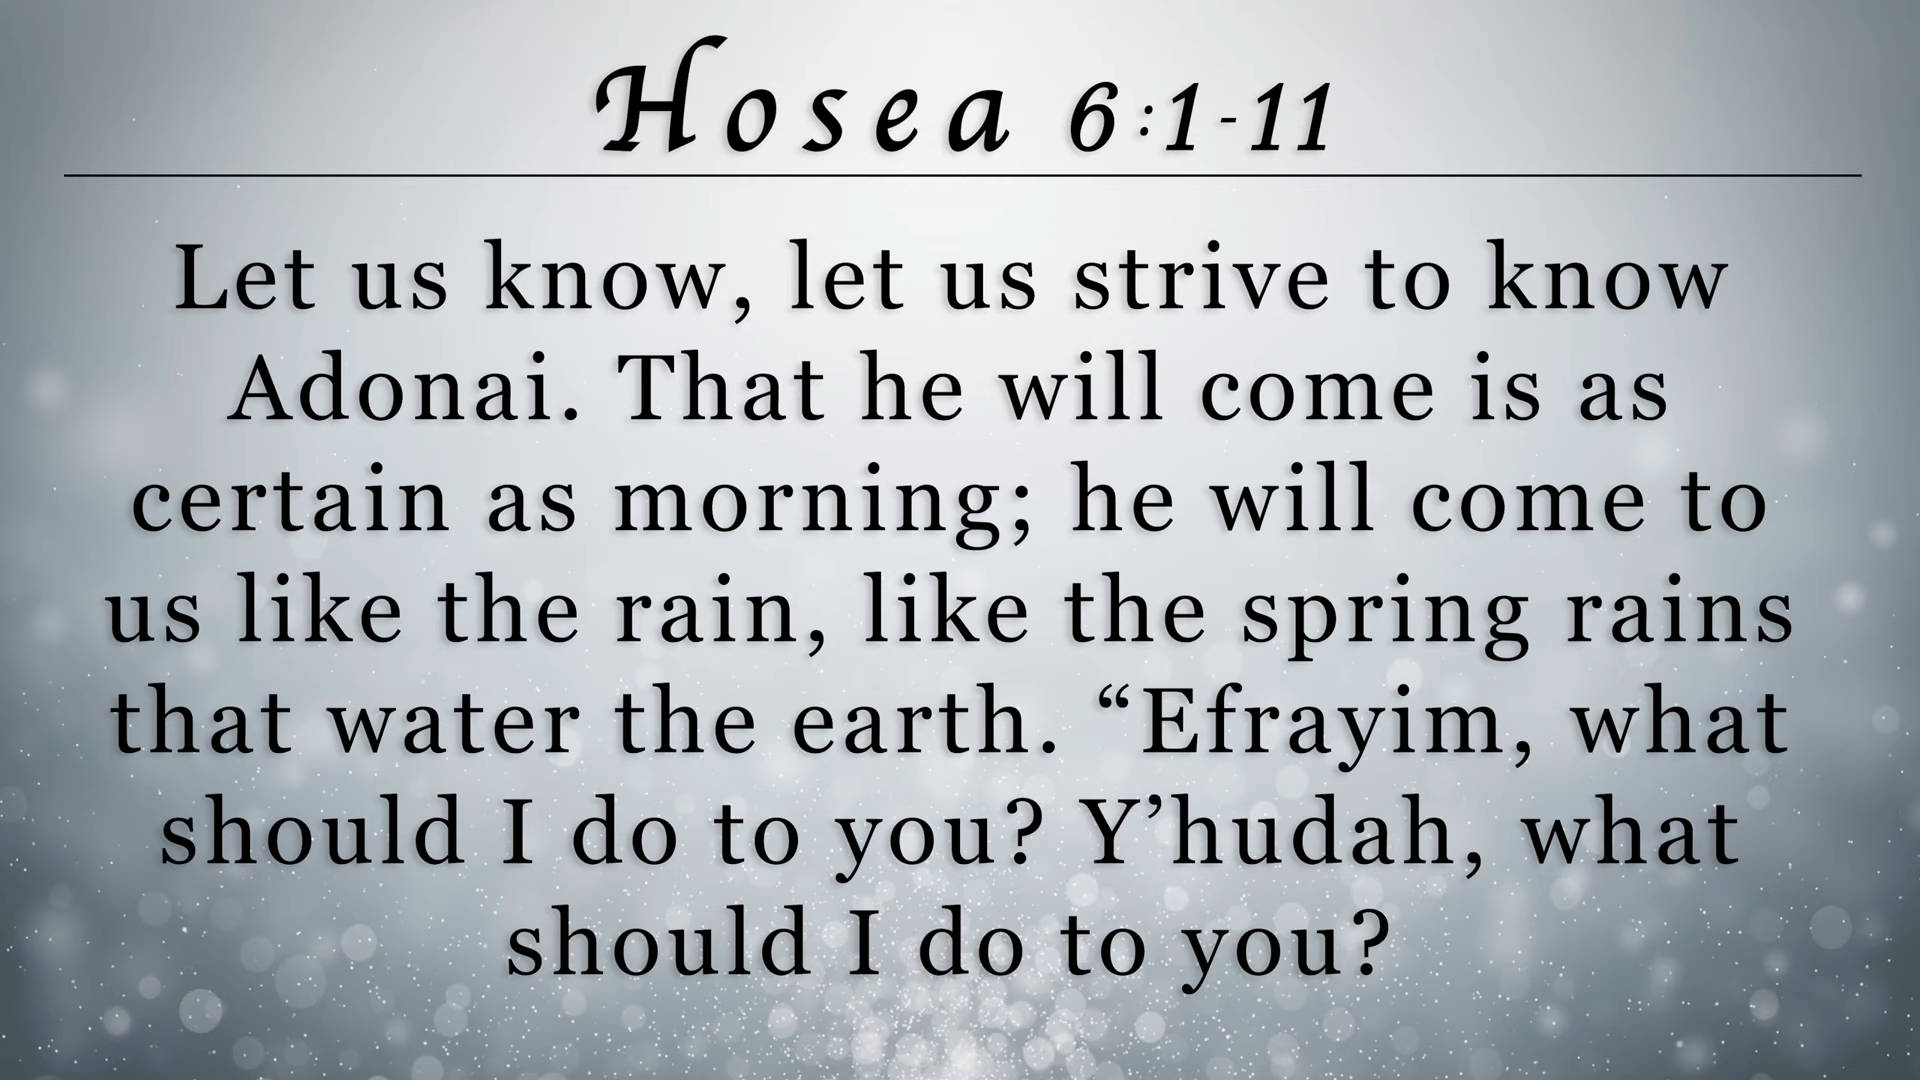 Hosea 6:1-11
Let us know, let us strive to know
Adonai. That he will come is as
certain as morning; he will come to
us like the rain, like the spring rains
that water the earth. “Efrayim, what
should I do to you? Y’hudah, what
should I do to you?